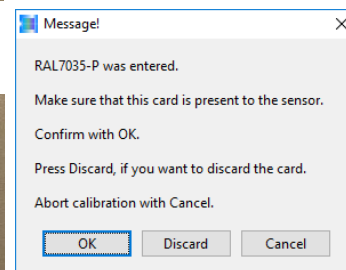 Message!
RAL7035-P was entered.
Make sure that this card is present to the sensor.
Confirm with OK.
Press Discard, if you want to discard the card.
Abort calibration with Cancel.
OK Discard Cancel